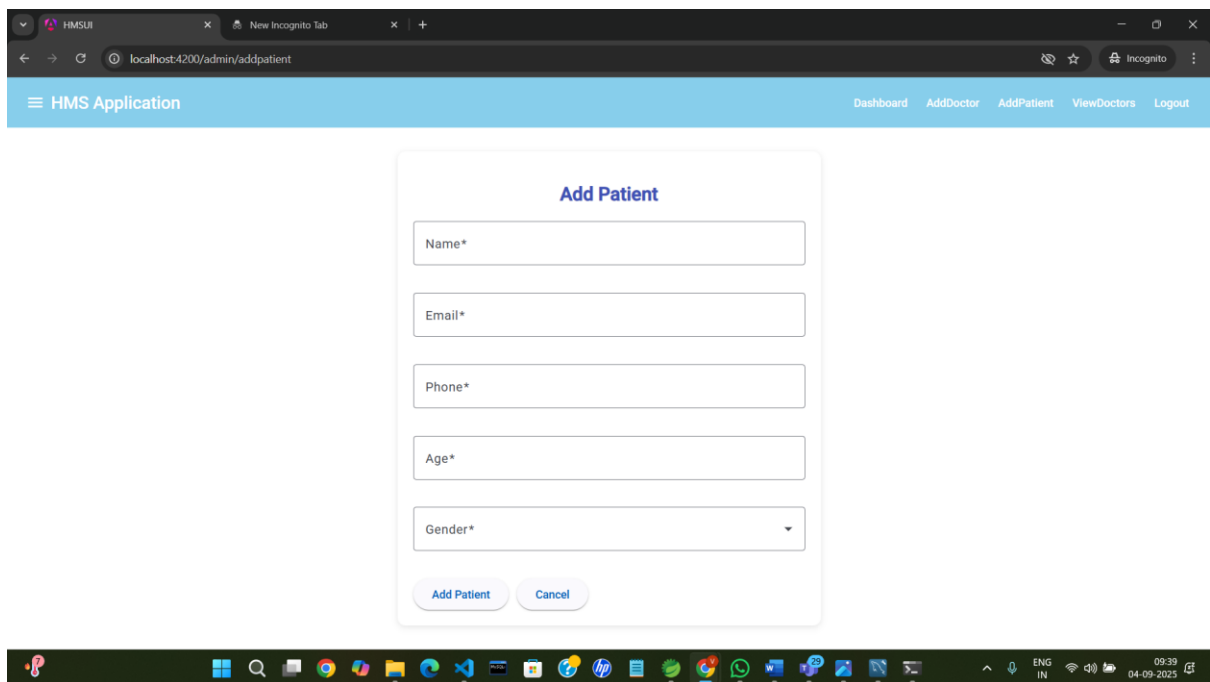 HMSUI
New Incognito Tab
localhost:4200/admin/addpatient
Incognito
HMS Application
Dashboard AddDoctor AddPatient ViewDoctors Logout
Add Patient
Name*
Email*
Phone*
Age*
Gender*
Add Patient Cancel
29
ENG
IN
09:39
04-09-2025